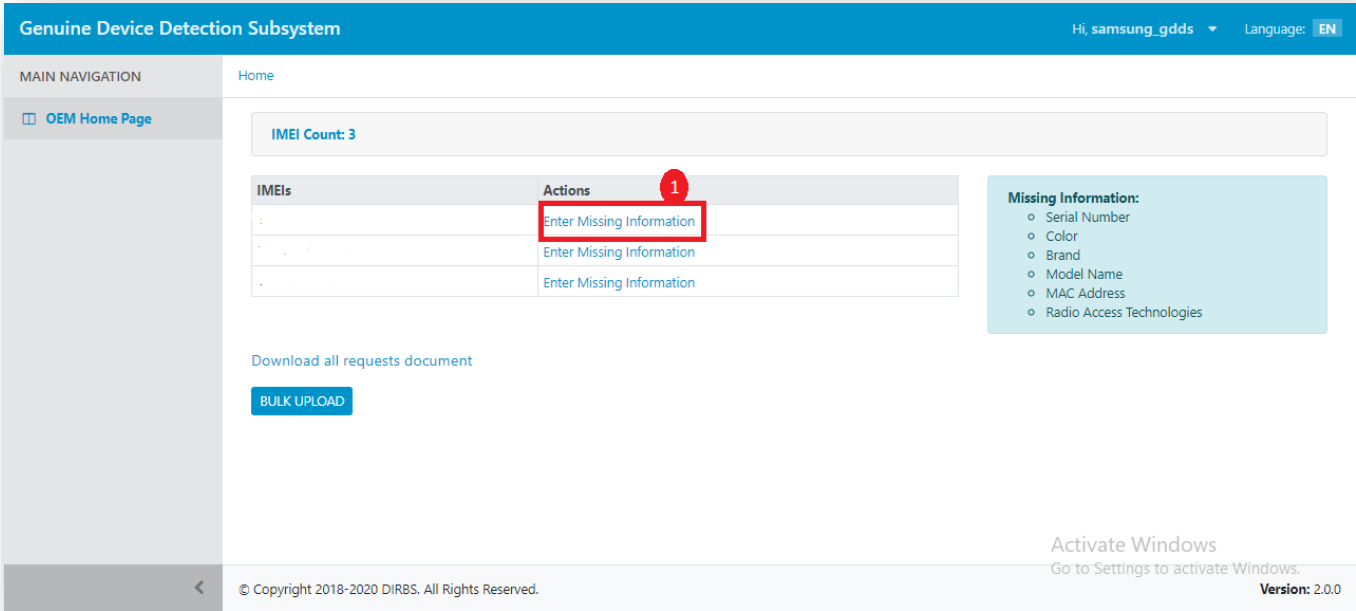 Genuine Device Detection Subsystem
Hi, samsung_gdds
Language: EN
MAIN NAVIGATION
Home
OEM Home Page
IMEI Count: 3
IMEIs
Actions
1
Enter Missing Information
Enter Missing Information
Enter Missing Information
Missing Information:
Serial Number
Color
Brand
Model Name
MAC Address
Radio Access Technologies
Download all requests document
BULK UPLOAD
Activate Windows
Go to Settings to activate Windows.
© Copyright 2018-2020 DIRBS. All Rights Reserved.
Version: 2.0.0